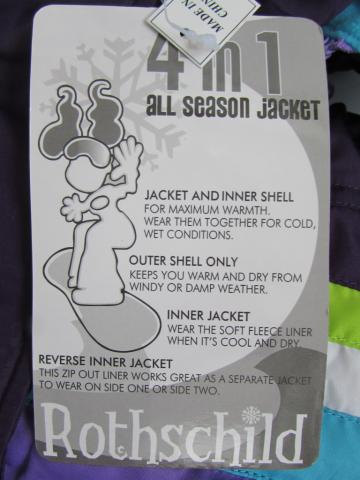 MADE IN
CHINA
4 in 1
ALL SEASON JACKET
JACKET AND INNER SHELL
FOR MAXIMUM WARMTH.
WEAR THEM TOGETHER FOR COLD,
WET CONDITIONS.
OUTER SHELL ONLY
KEEPS YOU WARM AND DRY FROM
WINDY OR DAMP WEATHER.
INNER JACKET
WEAR THE SOFT FLEECE LINER
WHEN IT'S COOL AND DRY.
REVERSE INNER JACKET
THIS ZIP OUT LINER WORKS GREAT AS A SEPARATE JACKET
TO WEAR ON SIDE ONE OR SIDE TWO.
Rothschild